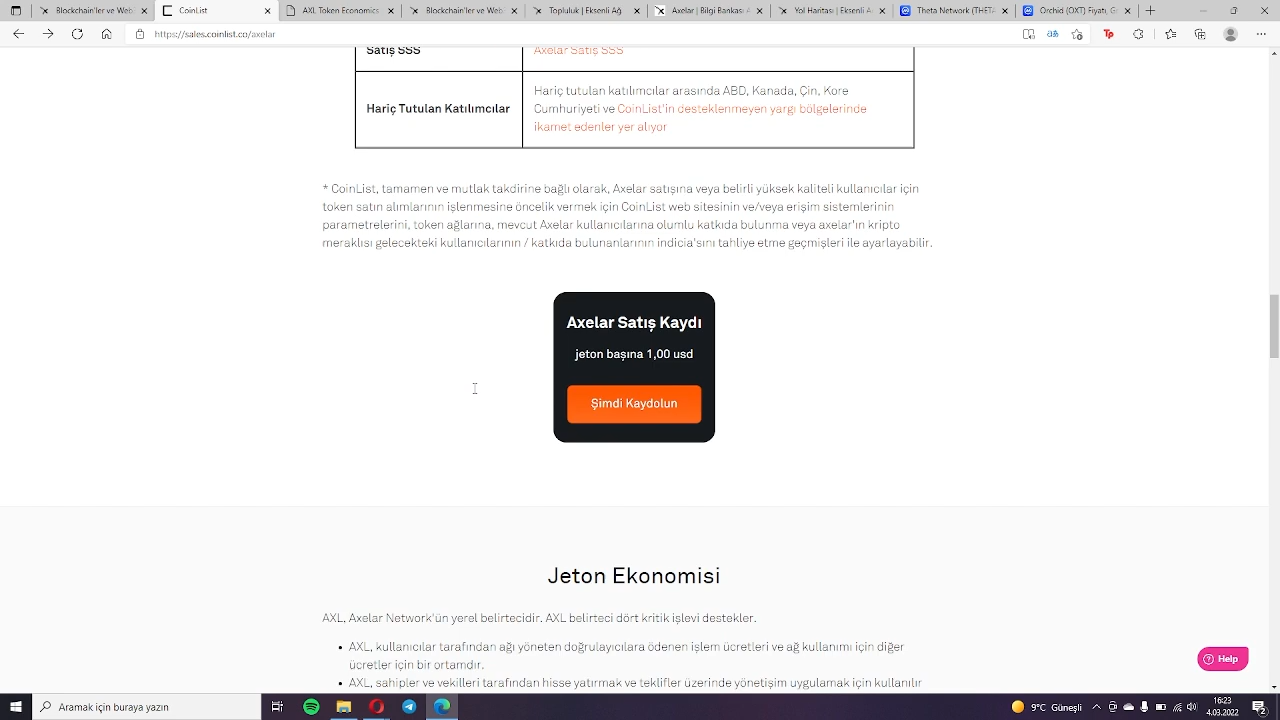 Blockchain'ler ve Web3
CoinList
AXL Token Economics
Blockchain'ler ve Web3
Topluluk | Eksenli Ağ
Axelar | Bilgi Bankası A
Yol Haritası | Eksenli A
Theta Network (THETA
Orchid (OXT) Fiyatı, G
https://sales.coinlist.co/axelar
Satış SSS
Axelar Satış SSS
Hariç Tutulan Katılımcılar
Hariç tutulan katılımcılar arasında ABD, Kanada, Çin, Kore
Cumhuriyeti ve CoinList'in desteklenmeyen yargı bölgelerinde
ikamet edenler yer alıyor
* CoinList, tamamen ve mutlak takdirine bağlı olarak, Axelar satışına veya belirli yüksek kaliteli kullanıcılar için
token satın alımlarının işlenmesine öncelik vermek için CoinList web sitesinin ve/veya erişim sistemlerinin
parametrelerini, token ağlarına, mevcut Axelar kullanıcılarına olumlu katkıda bulunma veya axelar'ın kripto
meraklısı gelecekteki kullanıcılarının / katkıda bulunanlarının indicia'sını tahliye etme geçmişleri ile ayarlayabilir.
Axelar Satış Kaydı
jeton başına 1,00 usd
Şimdi Kaydolun
Jeton Ekonomisi
AXL, Axelar Network'ün yerel belirtecidir. AXL belirteci dört kritik işlevi destekler.
• AXL, kullanıcılar tarafından ağı yöneten doğrulayıcılara ödenen işlem ücretleri ve ağ kullanımı için diğer
ücretler için bir ortamdır.
• AXL, sahipler ve vekilleri tarafından hisse yatırmak ve teklifler üzerinde yönetişim uygulamak için kullanılır
Help
Aramak için buraya yazın
9°C Güneşli
16:23
4.03.2022